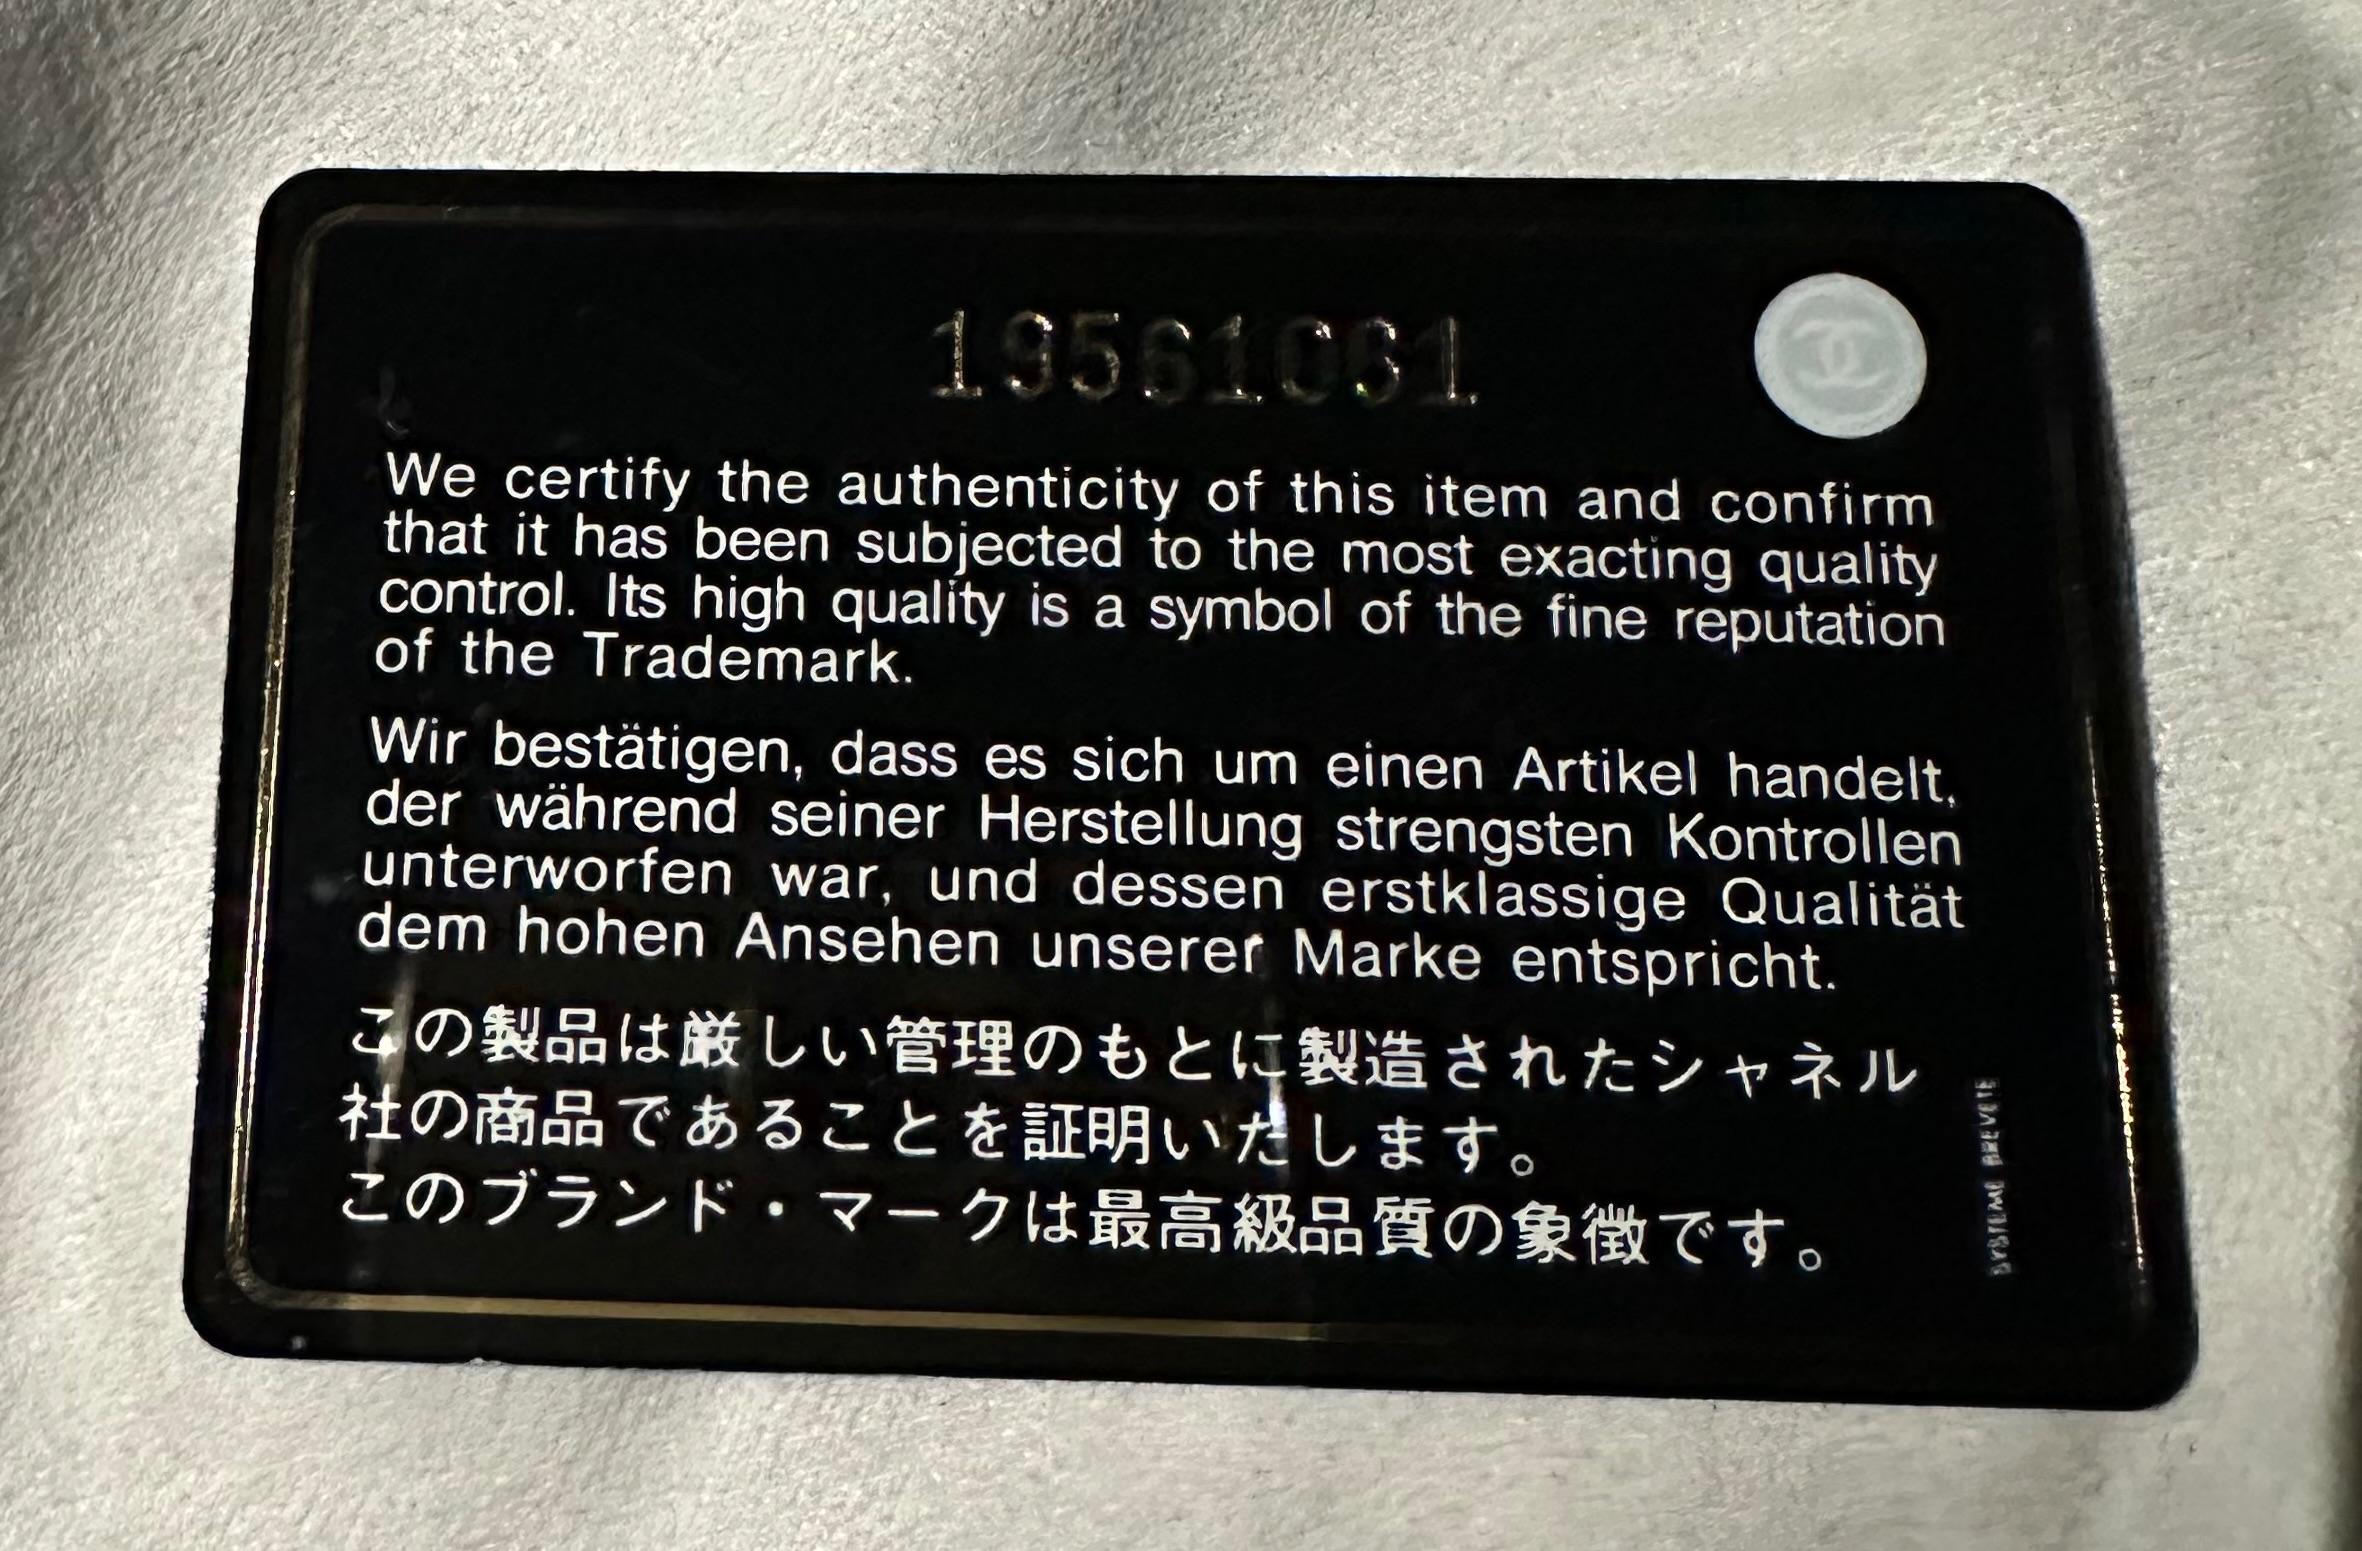 19561031
We certify the authenticity of this item and confirm
that it has been subjected to the most exacting quality
control. Its high quality is a symbol of the fine reputation
of the Trademark.
Wir bestätigen, dass es sich um einen Artikel handelt,
der während seiner Herstellung strengsten Kontrollen
unterworfen war, und dessen erstklassige Qualität
dem hohen Ansehen unserer Marke entspricht.
この製品は厳しい管理のもとに製造されたシャネル
社の商品であることを証明いたします。
このブランド・マークは最高級品質の象徴です。
SYSTEME BREVETE